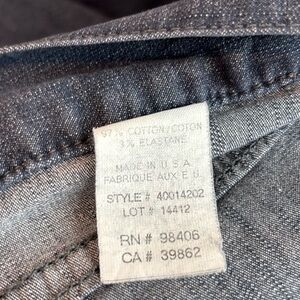 97% COTTON/COTON
3% ELASTANE
MADE IN U.S.A
FABRIQUE AUX E.U.
STYLE # 40014202
LOT # 14412
RN # 98406
CA # 39862